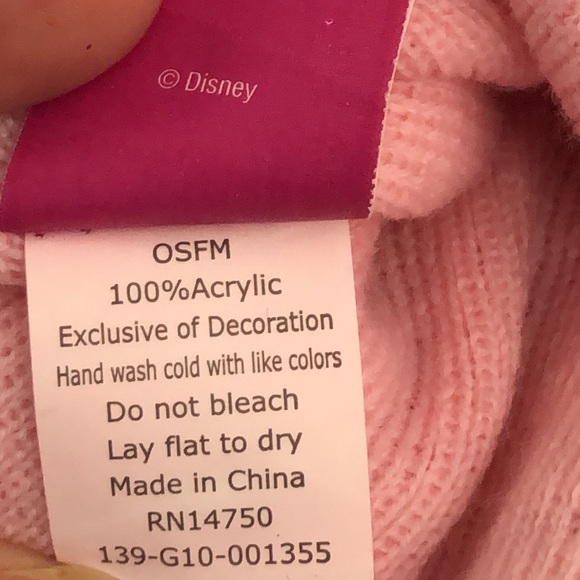 © Disney
OSFM
100%Acrylic
Exclusive of Decoration
Hand wash cold with like colors
Do not bleach
Lay flat to dry
Made in China
RN14750
139-G10-001355